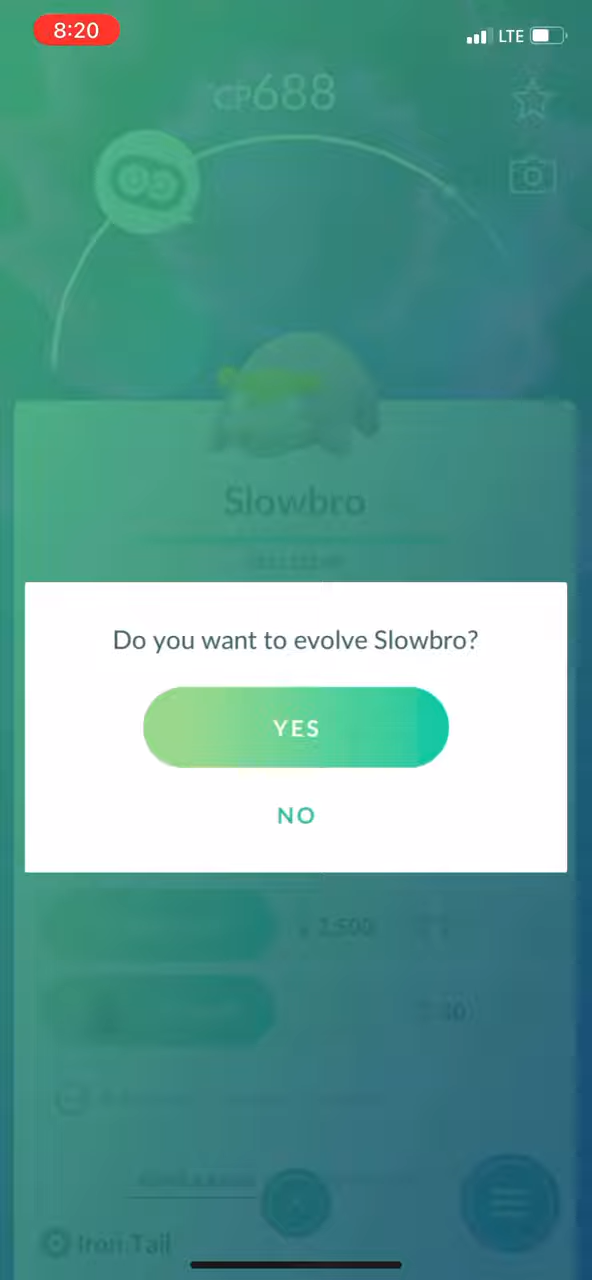 8:20
LTE
CP688
Slowbro
Do you want to evolve Slowbro?
YES
NO
Iron Tail